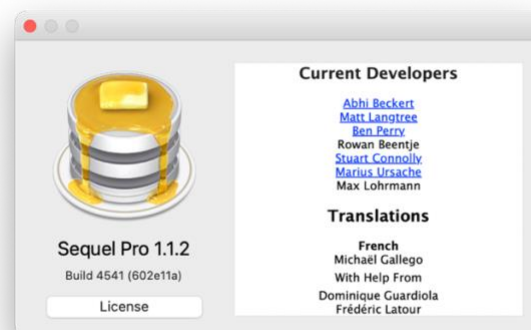 Sequel Pro 1.1.2
Build 4541 (602e11a)
License
Current Developers
Abhi Beckert
Matt Langtree
Ben Perry
Rowan Beentje
Stuart Connolly
Marius Ursache
Max Lohrmann
Translations
French
Michaël Gallego
With Help From
Dominique Guardiola
Frédéric Latour